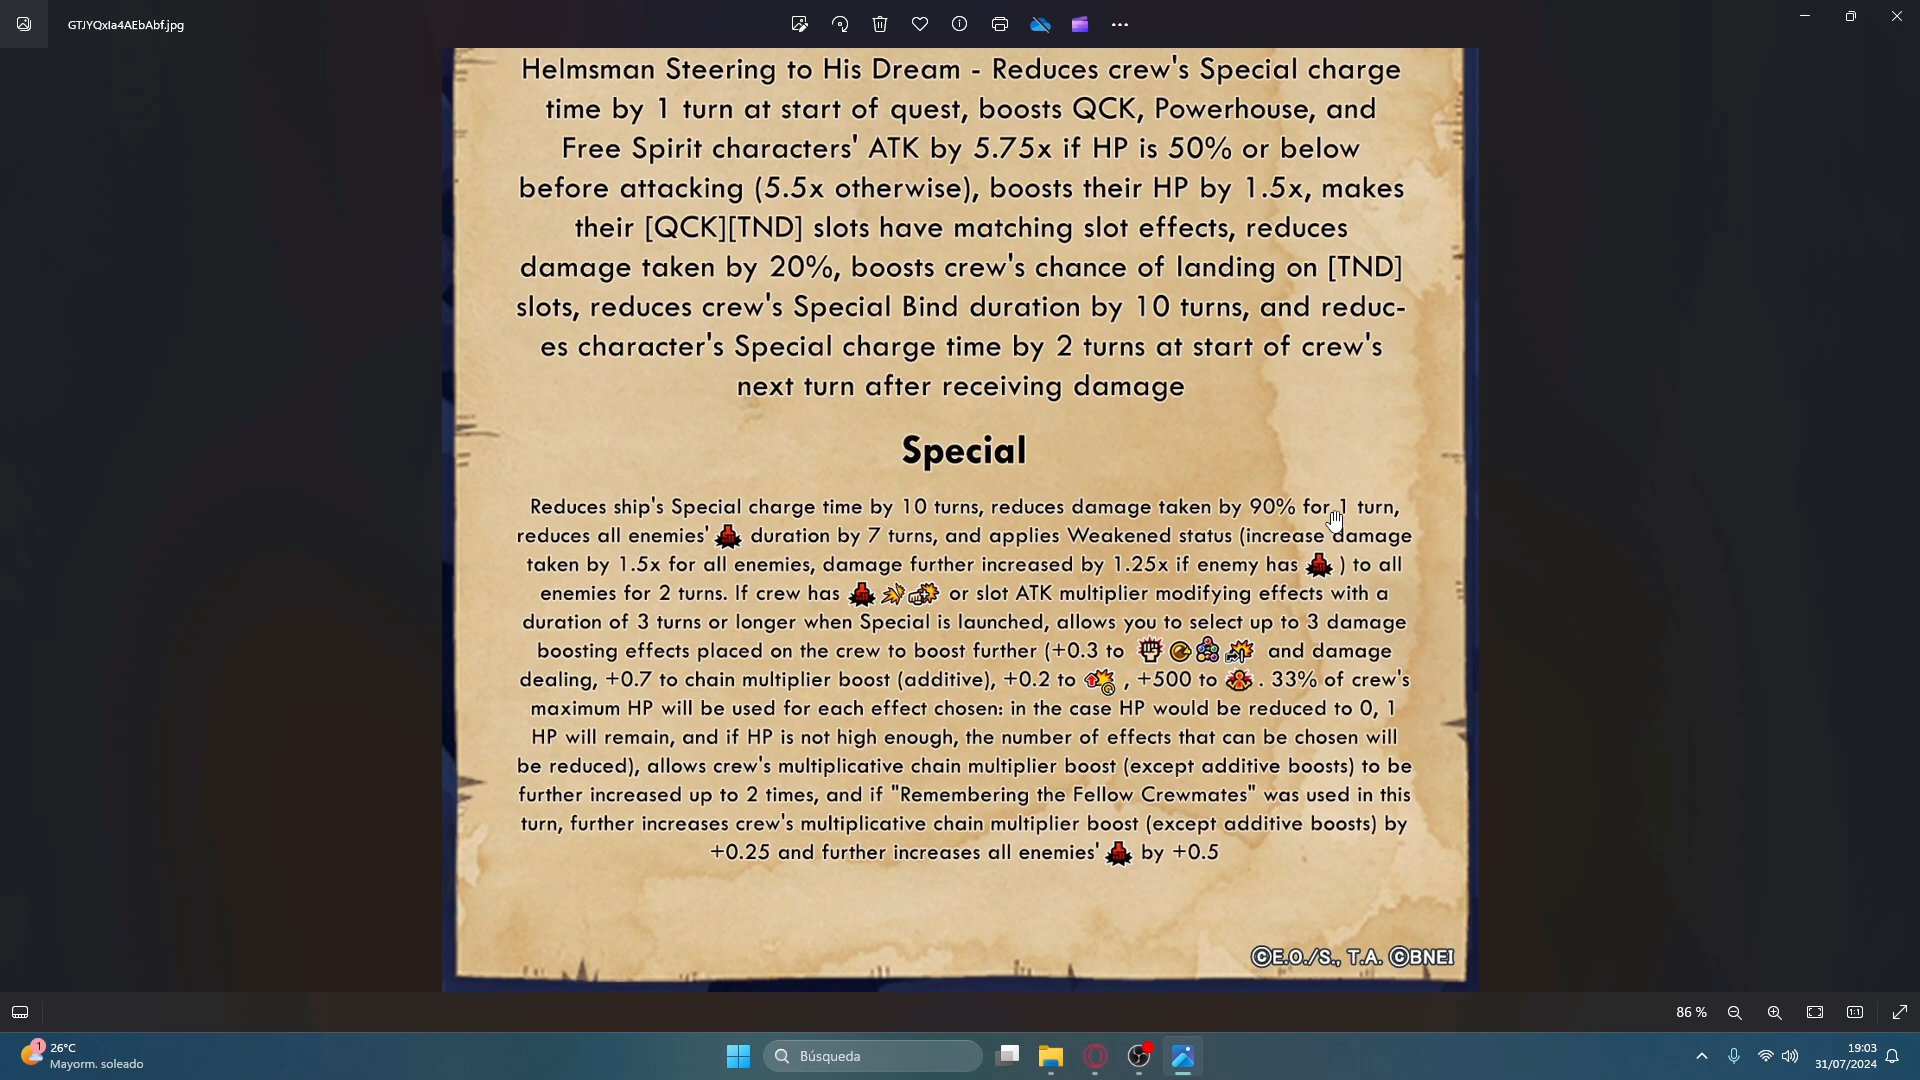 GTJYQxIa4AEbAbf.jpg
Helmsman Steering to His Dream - Reduces crew's Special charge
time by 1 turn at start of quest, boosts QCK, Powerhouse, and
Free Spirit characters' ATK by 5.75x if HP is 50% or below
before attacking (5.5x otherwise), boosts their HP by 1.5x, makes
their [QCK][TND] slots have matching slot effects, reduces
damage taken by 20%, boosts crew's chance of landing on [TND]
slots, reduces crew's Special Bind duration by 10 turns, and reduc-
es character's Special charge time by 2 turns at start of crew's
next turn after receiving damage
Special
Reduces ship's Special charge time by 10 turns, reduces damage taken by 90% for 1 turn,
reduces all enemies' duration by 7 turns, and applies Weakened status (increase damage
taken by 1.5x for all enemies, damage further increased by 1.25x if enemy has ) to all
enemies for 2 turns. If crew has or slot ATK multiplier modifying effects with a
duration of 3 turns or longer when Special is launched, allows you to select up to 3 damage
boosting effects placed on the crew to boost further (+0.3 to and damage
dealing, +0.7 to chain multiplier boost (additive), +0.2 to , +500 to . 33% of crew's
maximum HP will be used for each effect chosen: in the case HP would be reduced to 0, 1
HP will remain, and if HP is not high enough, the number of effects that can be chosen will
be reduced), allows crew's multiplicative chain multiplier boost (except additive boosts) to be
further increased up to 2 times, and if "Remembering the Fellow Crewmates" was used in this
turn, further increases crew's multiplicative chain multiplier boost (except additive boosts) by
+0.25 and further increases all enemies' by +0.5
©E.O./S., T.A. ©BNEI
86 %
1:1
1
26°C
Mayorm. soleado
Búsqueda
19:03
31/07/2024